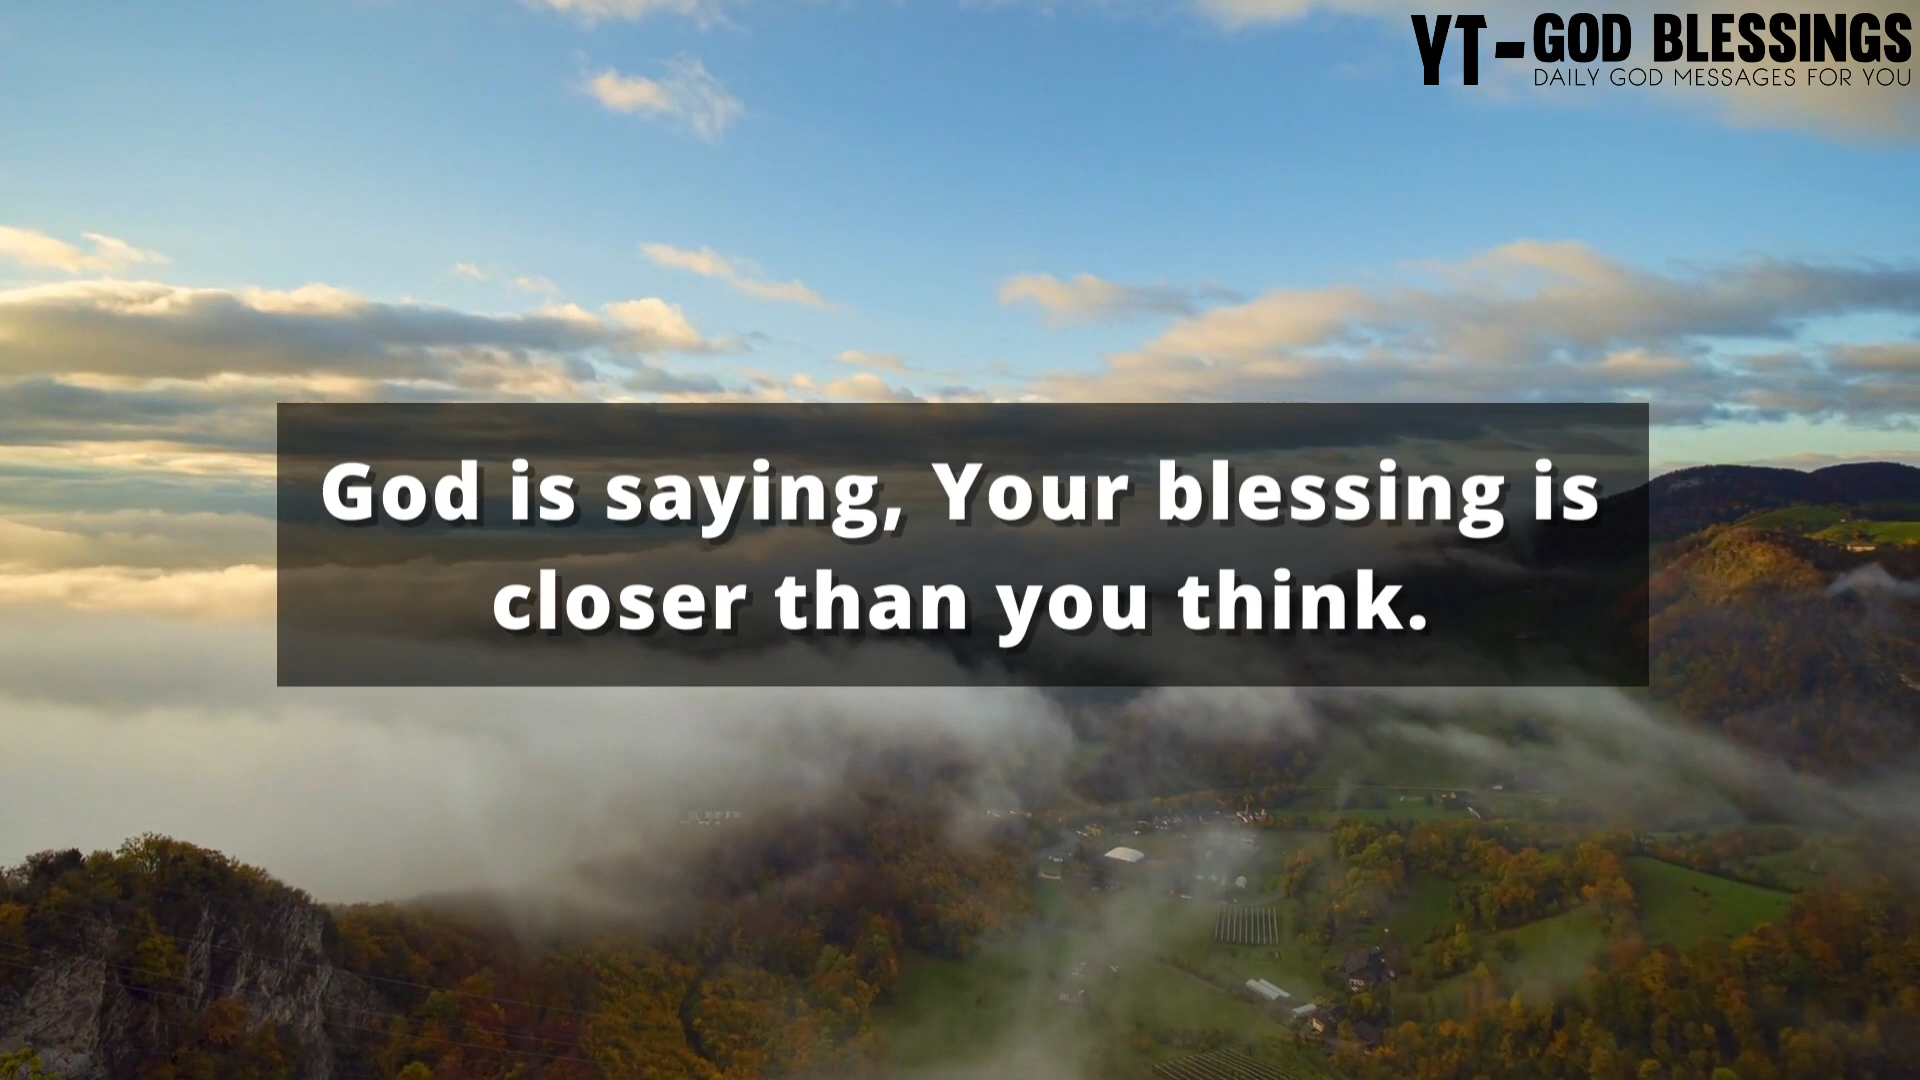 YT-GOD BLESSINGS
DAILY GOD MESSAGES FOR YOU
God is saying, Your blessing is
closer than you think.